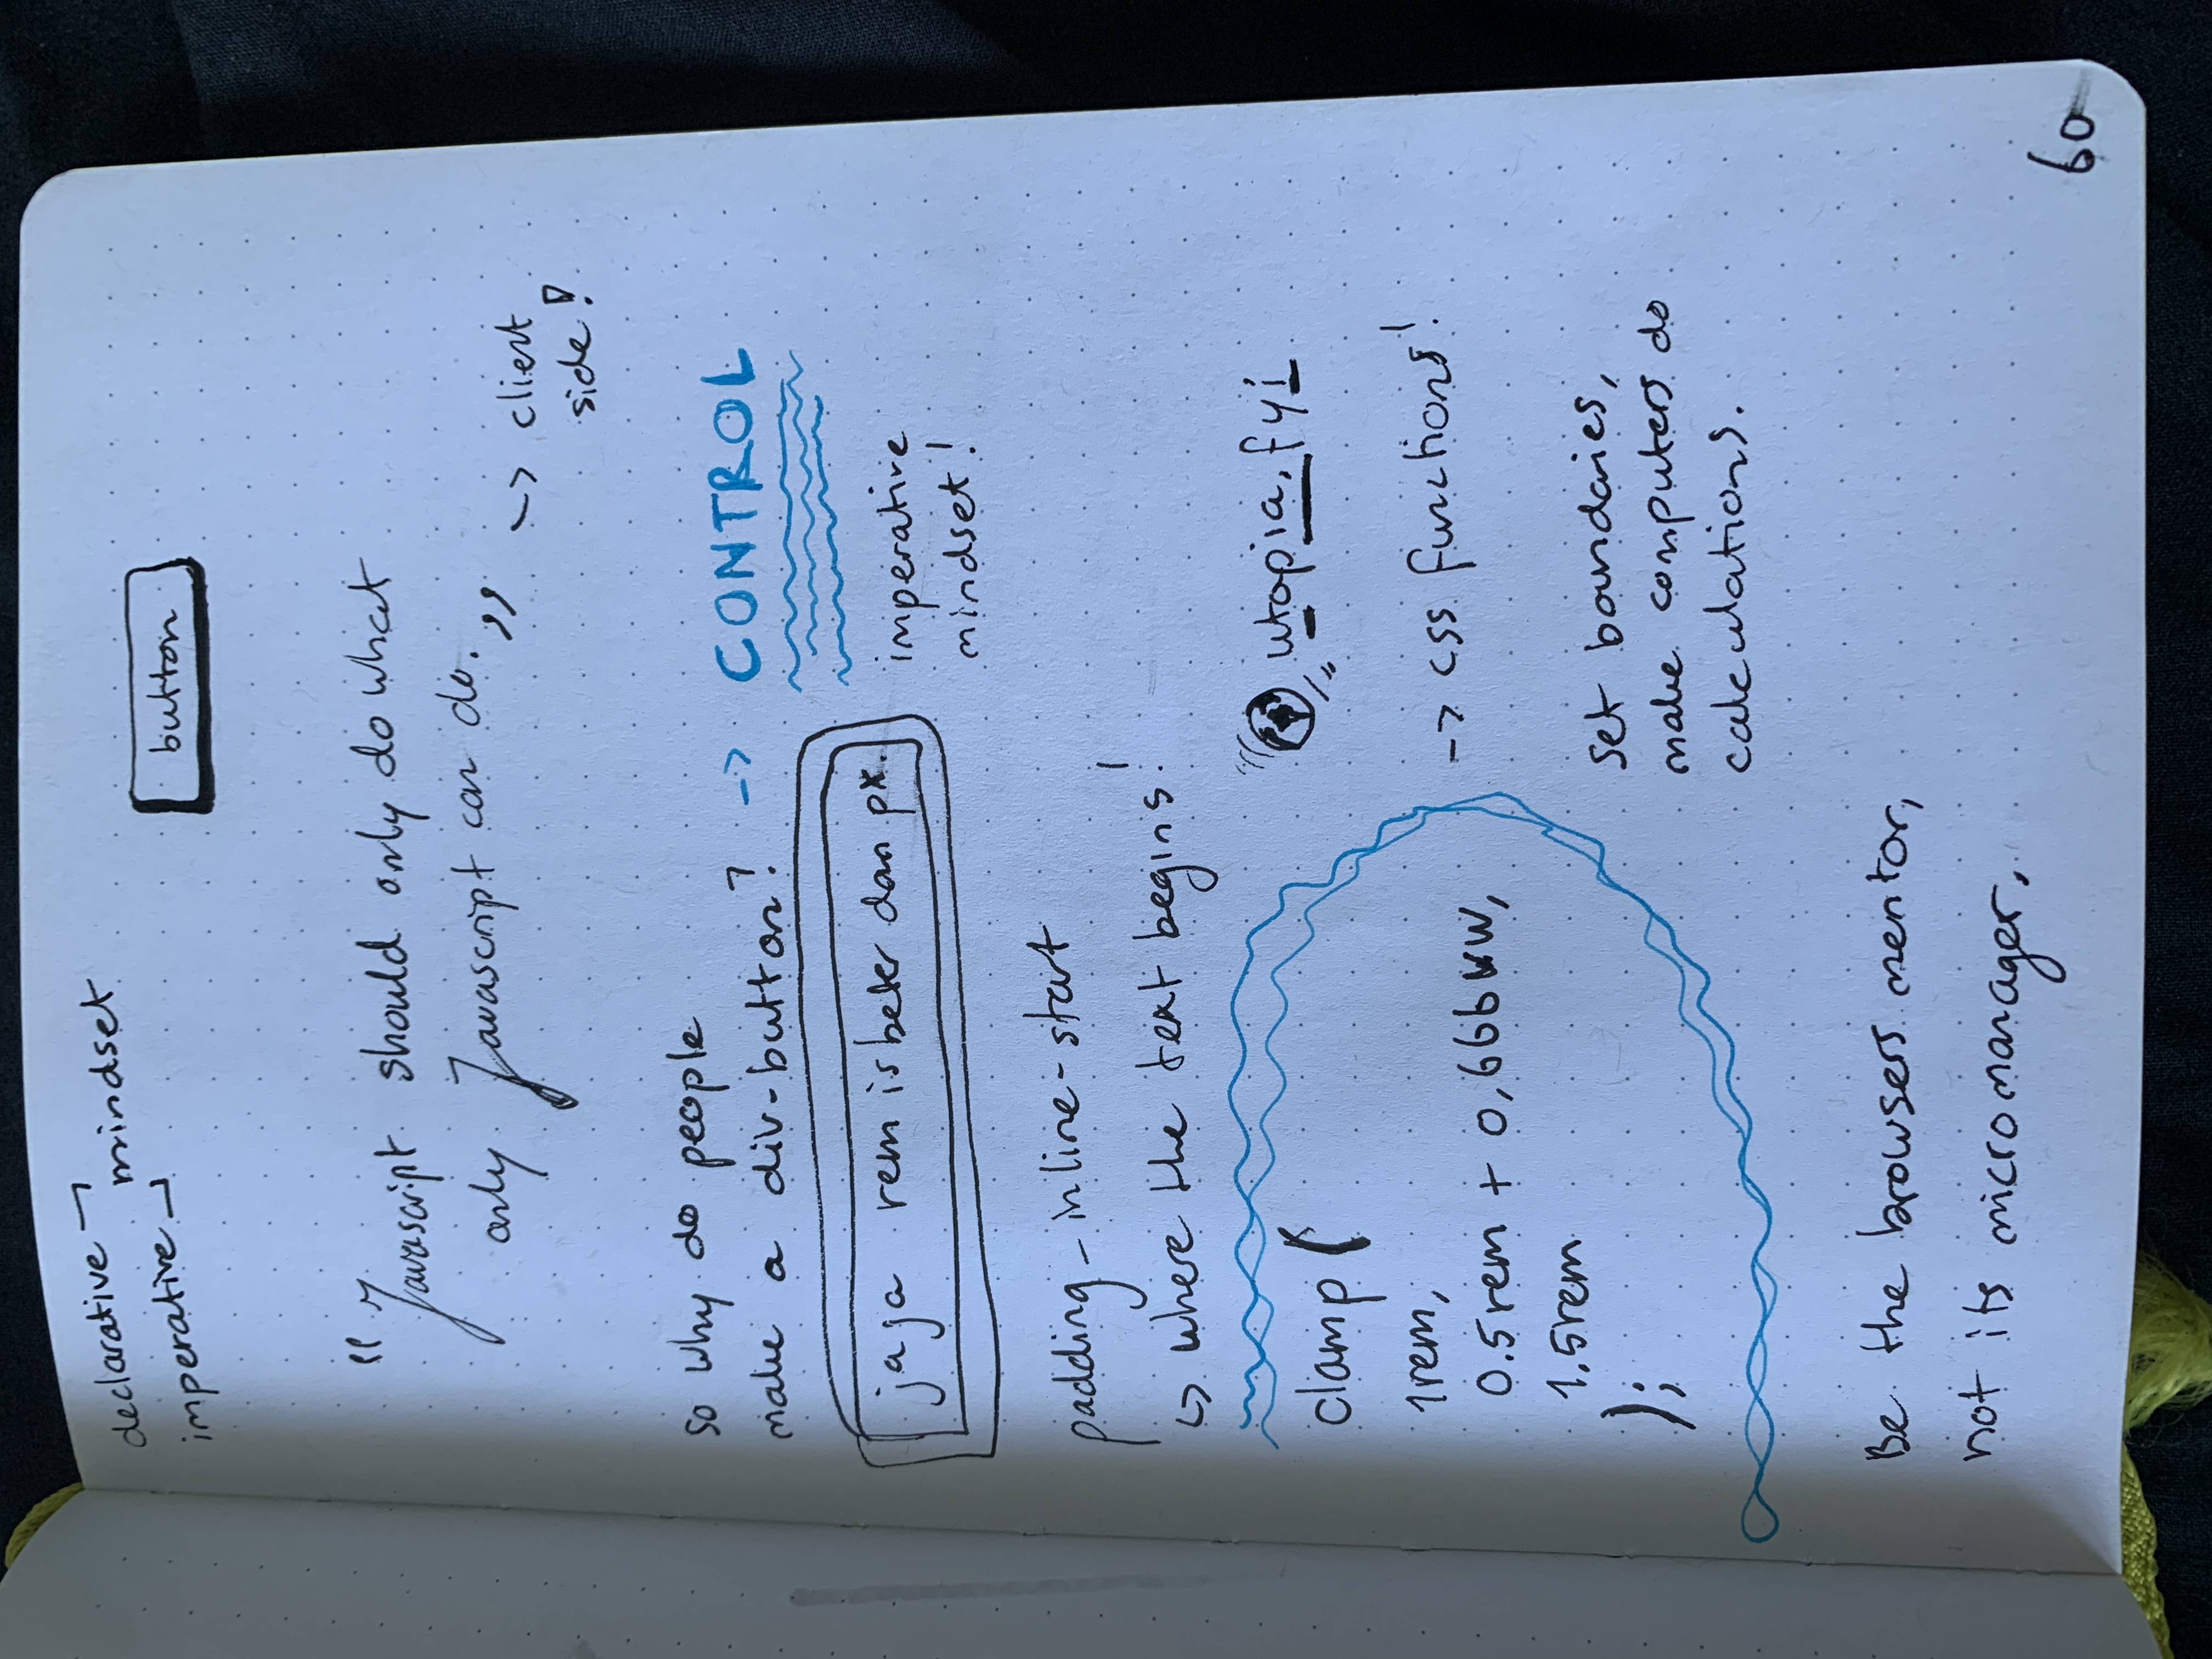 declarative
mindset
imperative
button
“Javascript should only do what
only Javascript can do.”
-> client
side!
so why do people
make a div-button? -> CONTROL
jaja rem is beter dan px.
imperative
mindset!
padding-inline-start
↳ where the text begins!
utopia.fyi
clamp(
1rem,
0.5rem + 0,666vw,
1.5rem
);
-> css functions!
set boundaries,
make computers do
calculations.
Be the browsers mentor,
not its micromanager.
60